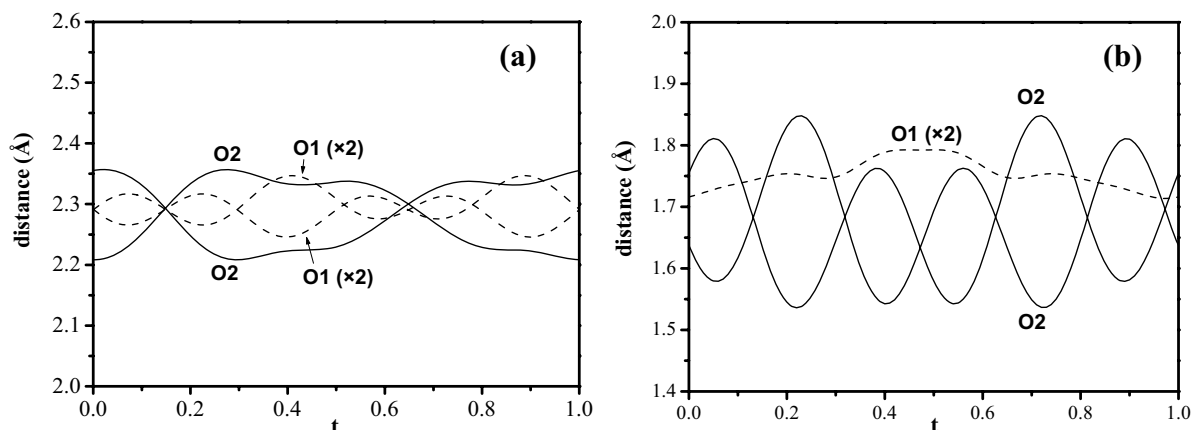 (a)
2.6
2.5
2.4
2.3
2.2
2.1
2.0
distance (Å)
O2
O1 (×2)
O2
O1 (×2)
0.0 0.2 0.4 0.6 0.8 1.0
t
(b)
2.0
1.9
1.8
1.7
1.6
1.5
1.4
distance (Å)
O2
O1 (×2)
O2
0.0 0.2 0.4 0.6 0.8 1.0
t